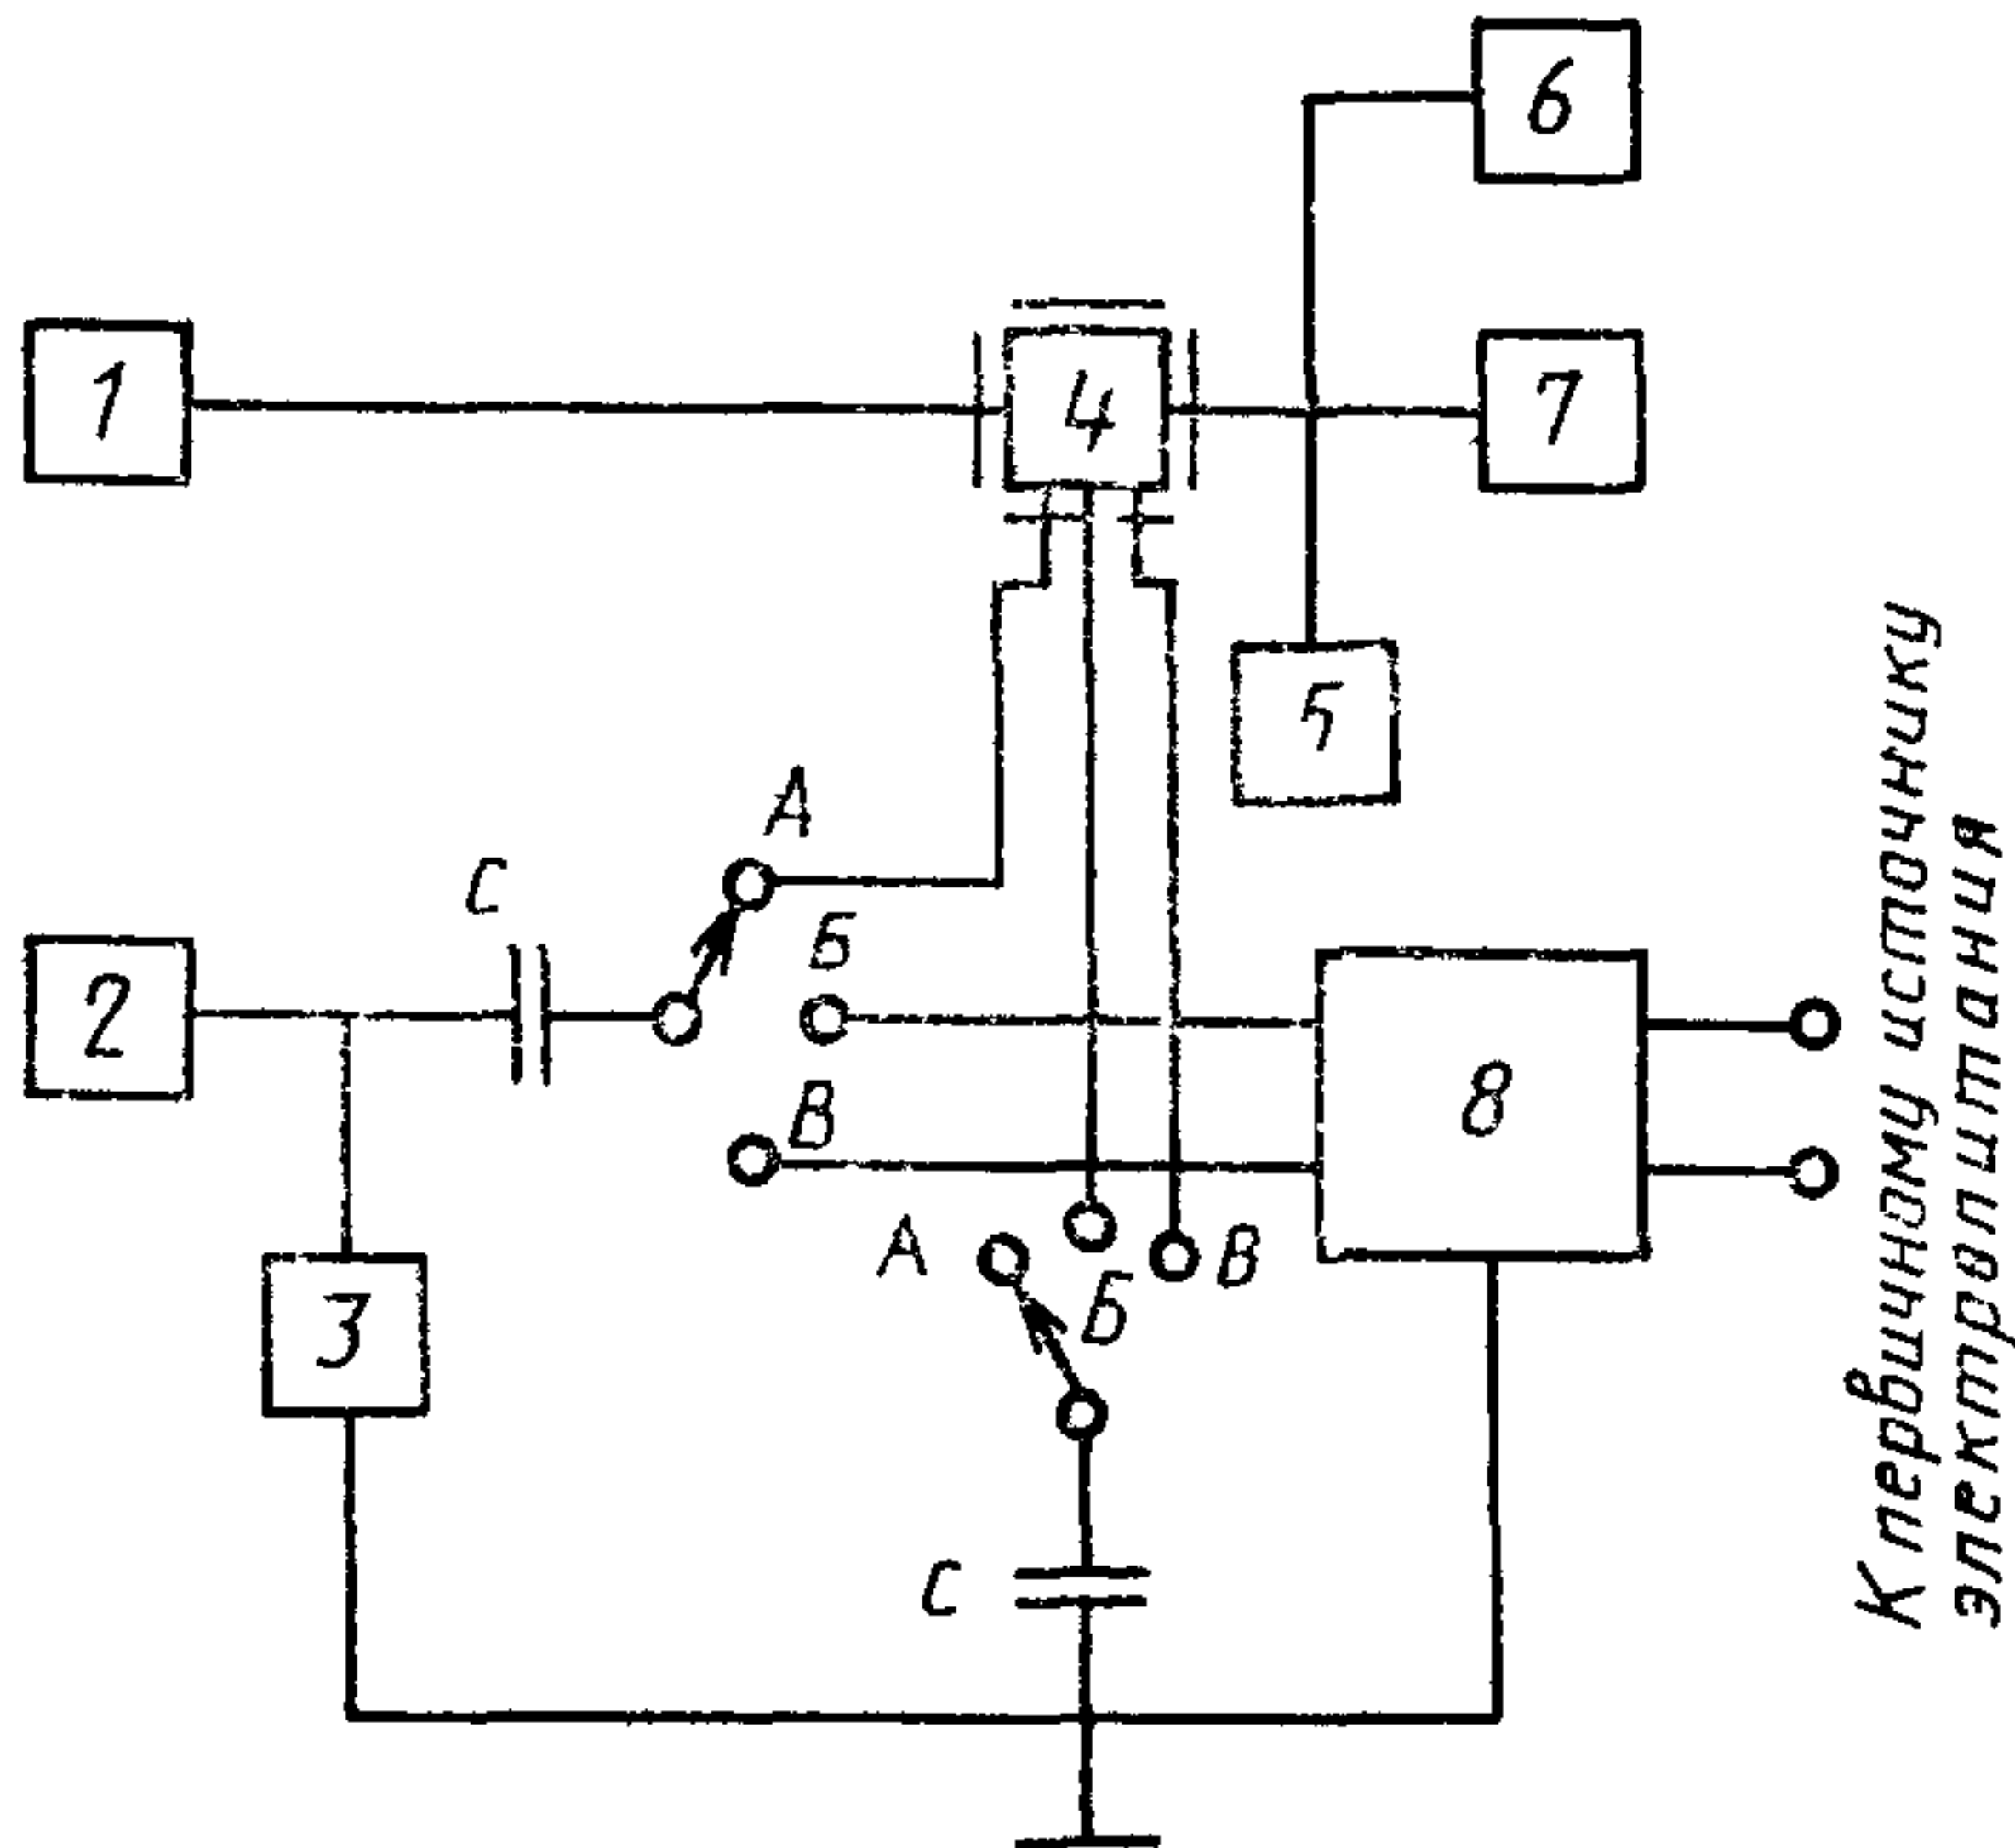 6
1
4
7
5
А
С
Б
2
В
8
А
Б
В
3
С
К первичному источнику
электропитания